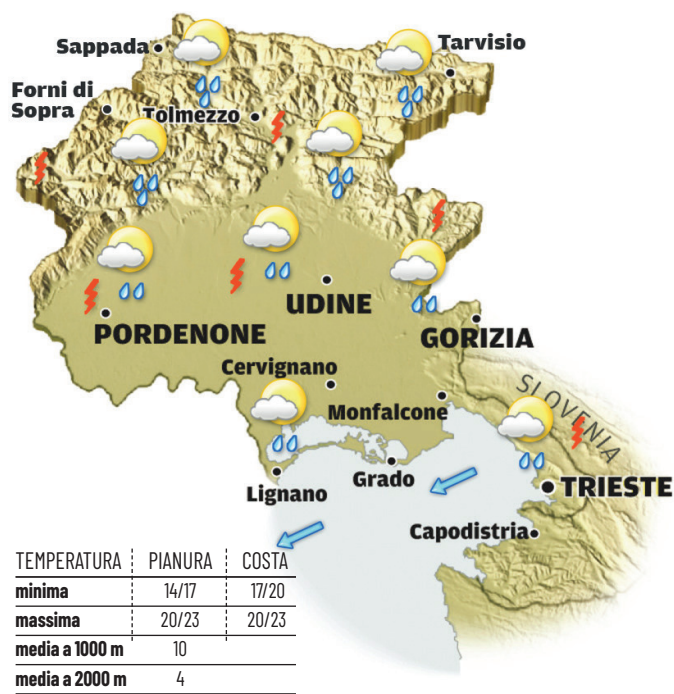 Sappada
Tarvisio
Forni di
Sopra
Tolmezzo
UDINE
PORDENONE
GORIZIA
Cervignano
Monfalcone
SLOVENIA
Lignano
Grado
TRIESTE
Capodistria
TEMPERATURA PIANURA COSTA
minima 14/17 17/20
massima 20/23 20/23
media a 1000 m 10
media a 2000 m 4